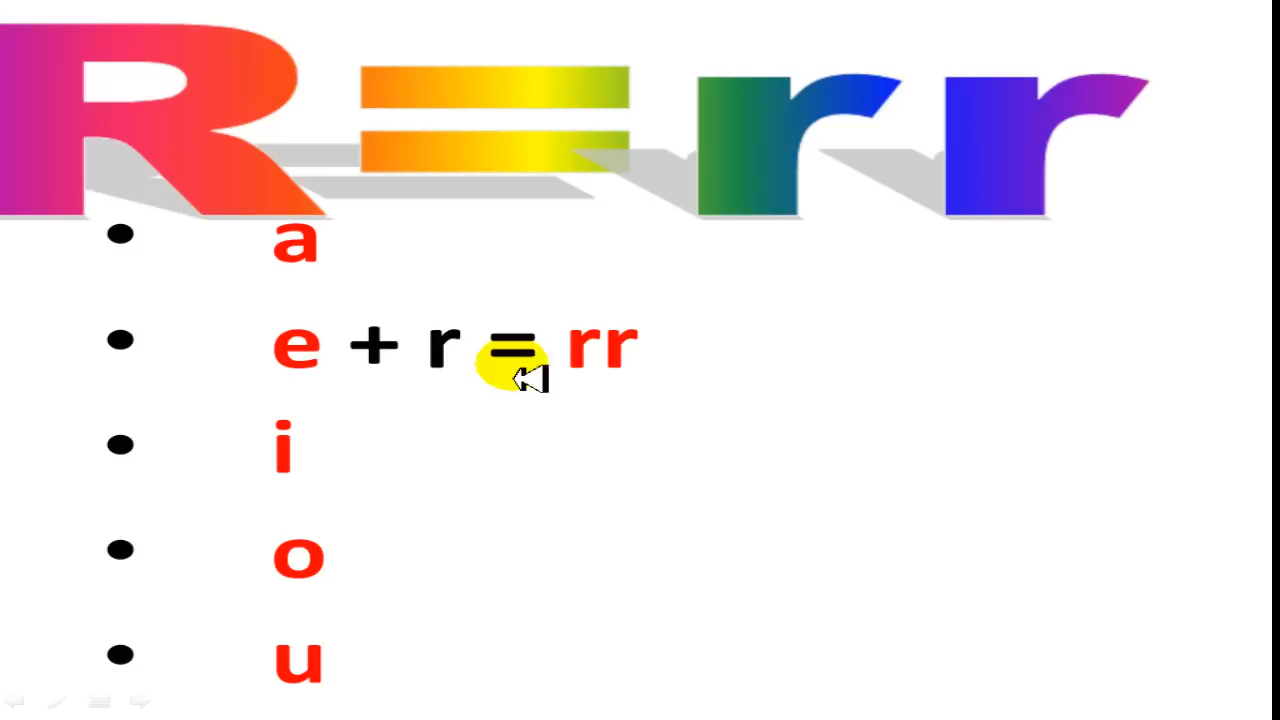 R=rr
• a
• e + r = rr
• i
• o
• u